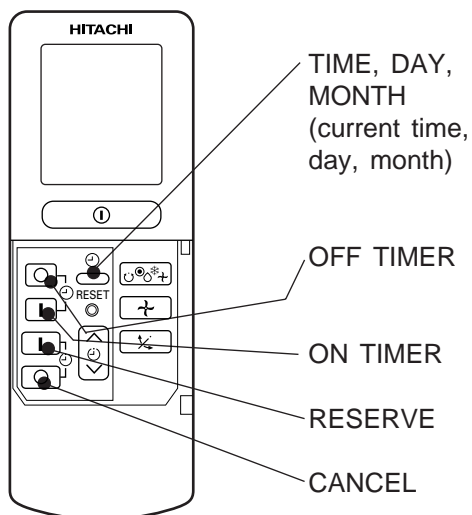 HITACHI
TIME, DAY,
MONTH
(current time,
day, month)
RESET
OFF TIMER
ON TIMER
RESERVE
CANCEL